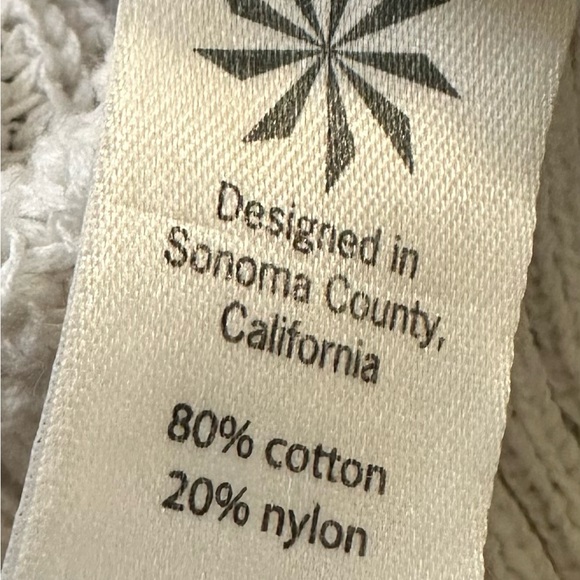 Designed in
Sonoma County,
California
80% cotton
20% nylon